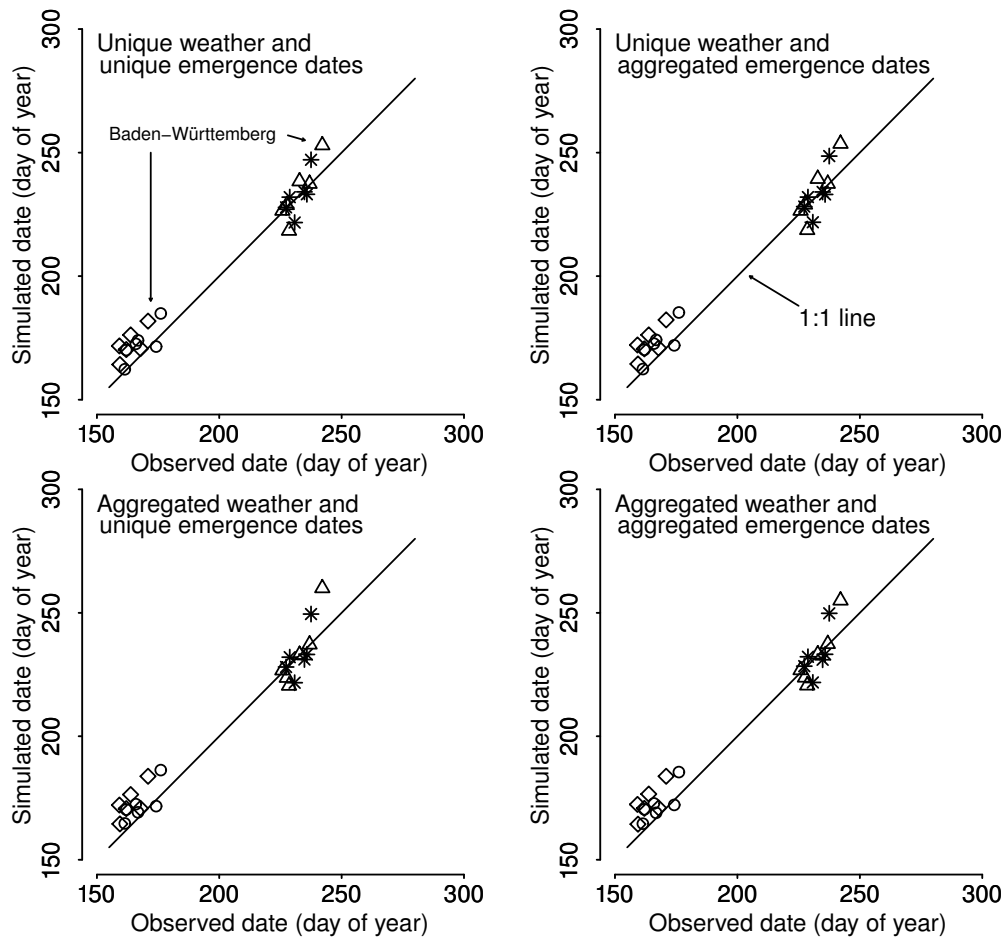 Unique weather and
unique emergence dates
Baden−Württemberg
300
250
200
150
Simulated date (day of year)
150 200 250 300
Observed date (day of year)
Unique weather and
aggregated emergence dates
1:1 line
300
250
200
150
Simulated date (day of year)
150 200 250 300
Observed date (day of year)
Aggregated weather and
unique emergence dates
300
250
200
150
Simulated date (day of year)
150 200 250 300
Observed date (day of year)
Aggregated weather and
aggregated emergence dates
300
250
200
150
Simulated date (day of year)
150 200 250 300
Observed date (day of year)